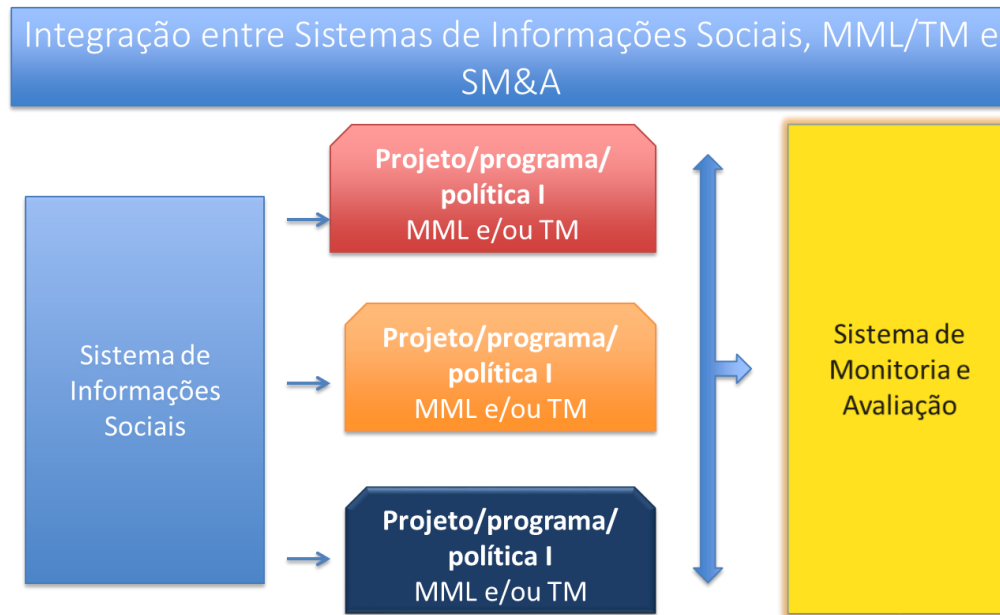 Integração entre Sistemas de Informações Sociais, MML/TM e
SM&A
Sistema de
Informações
Sociais
Projeto/programa/
política I
MML e/ou TM
Projeto/programa/
política I
MML e/ou TM
Projeto/programa/
política I
MML e/ou TM
Sistema de
Monitoria e
Avaliação